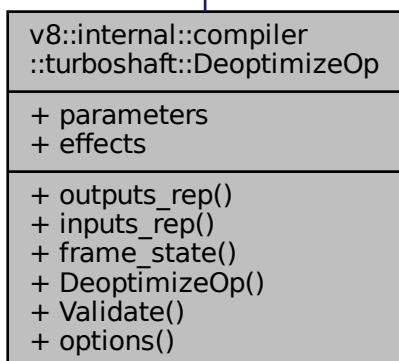 v8::internal::compiler
::turboshaft::DeoptimizeOp
+ parameters
+ effects
+ outputs_rep()
+ inputs_rep()
+ frame_state()
+ DeoptimizeOp()
+ Validate()
+ options()